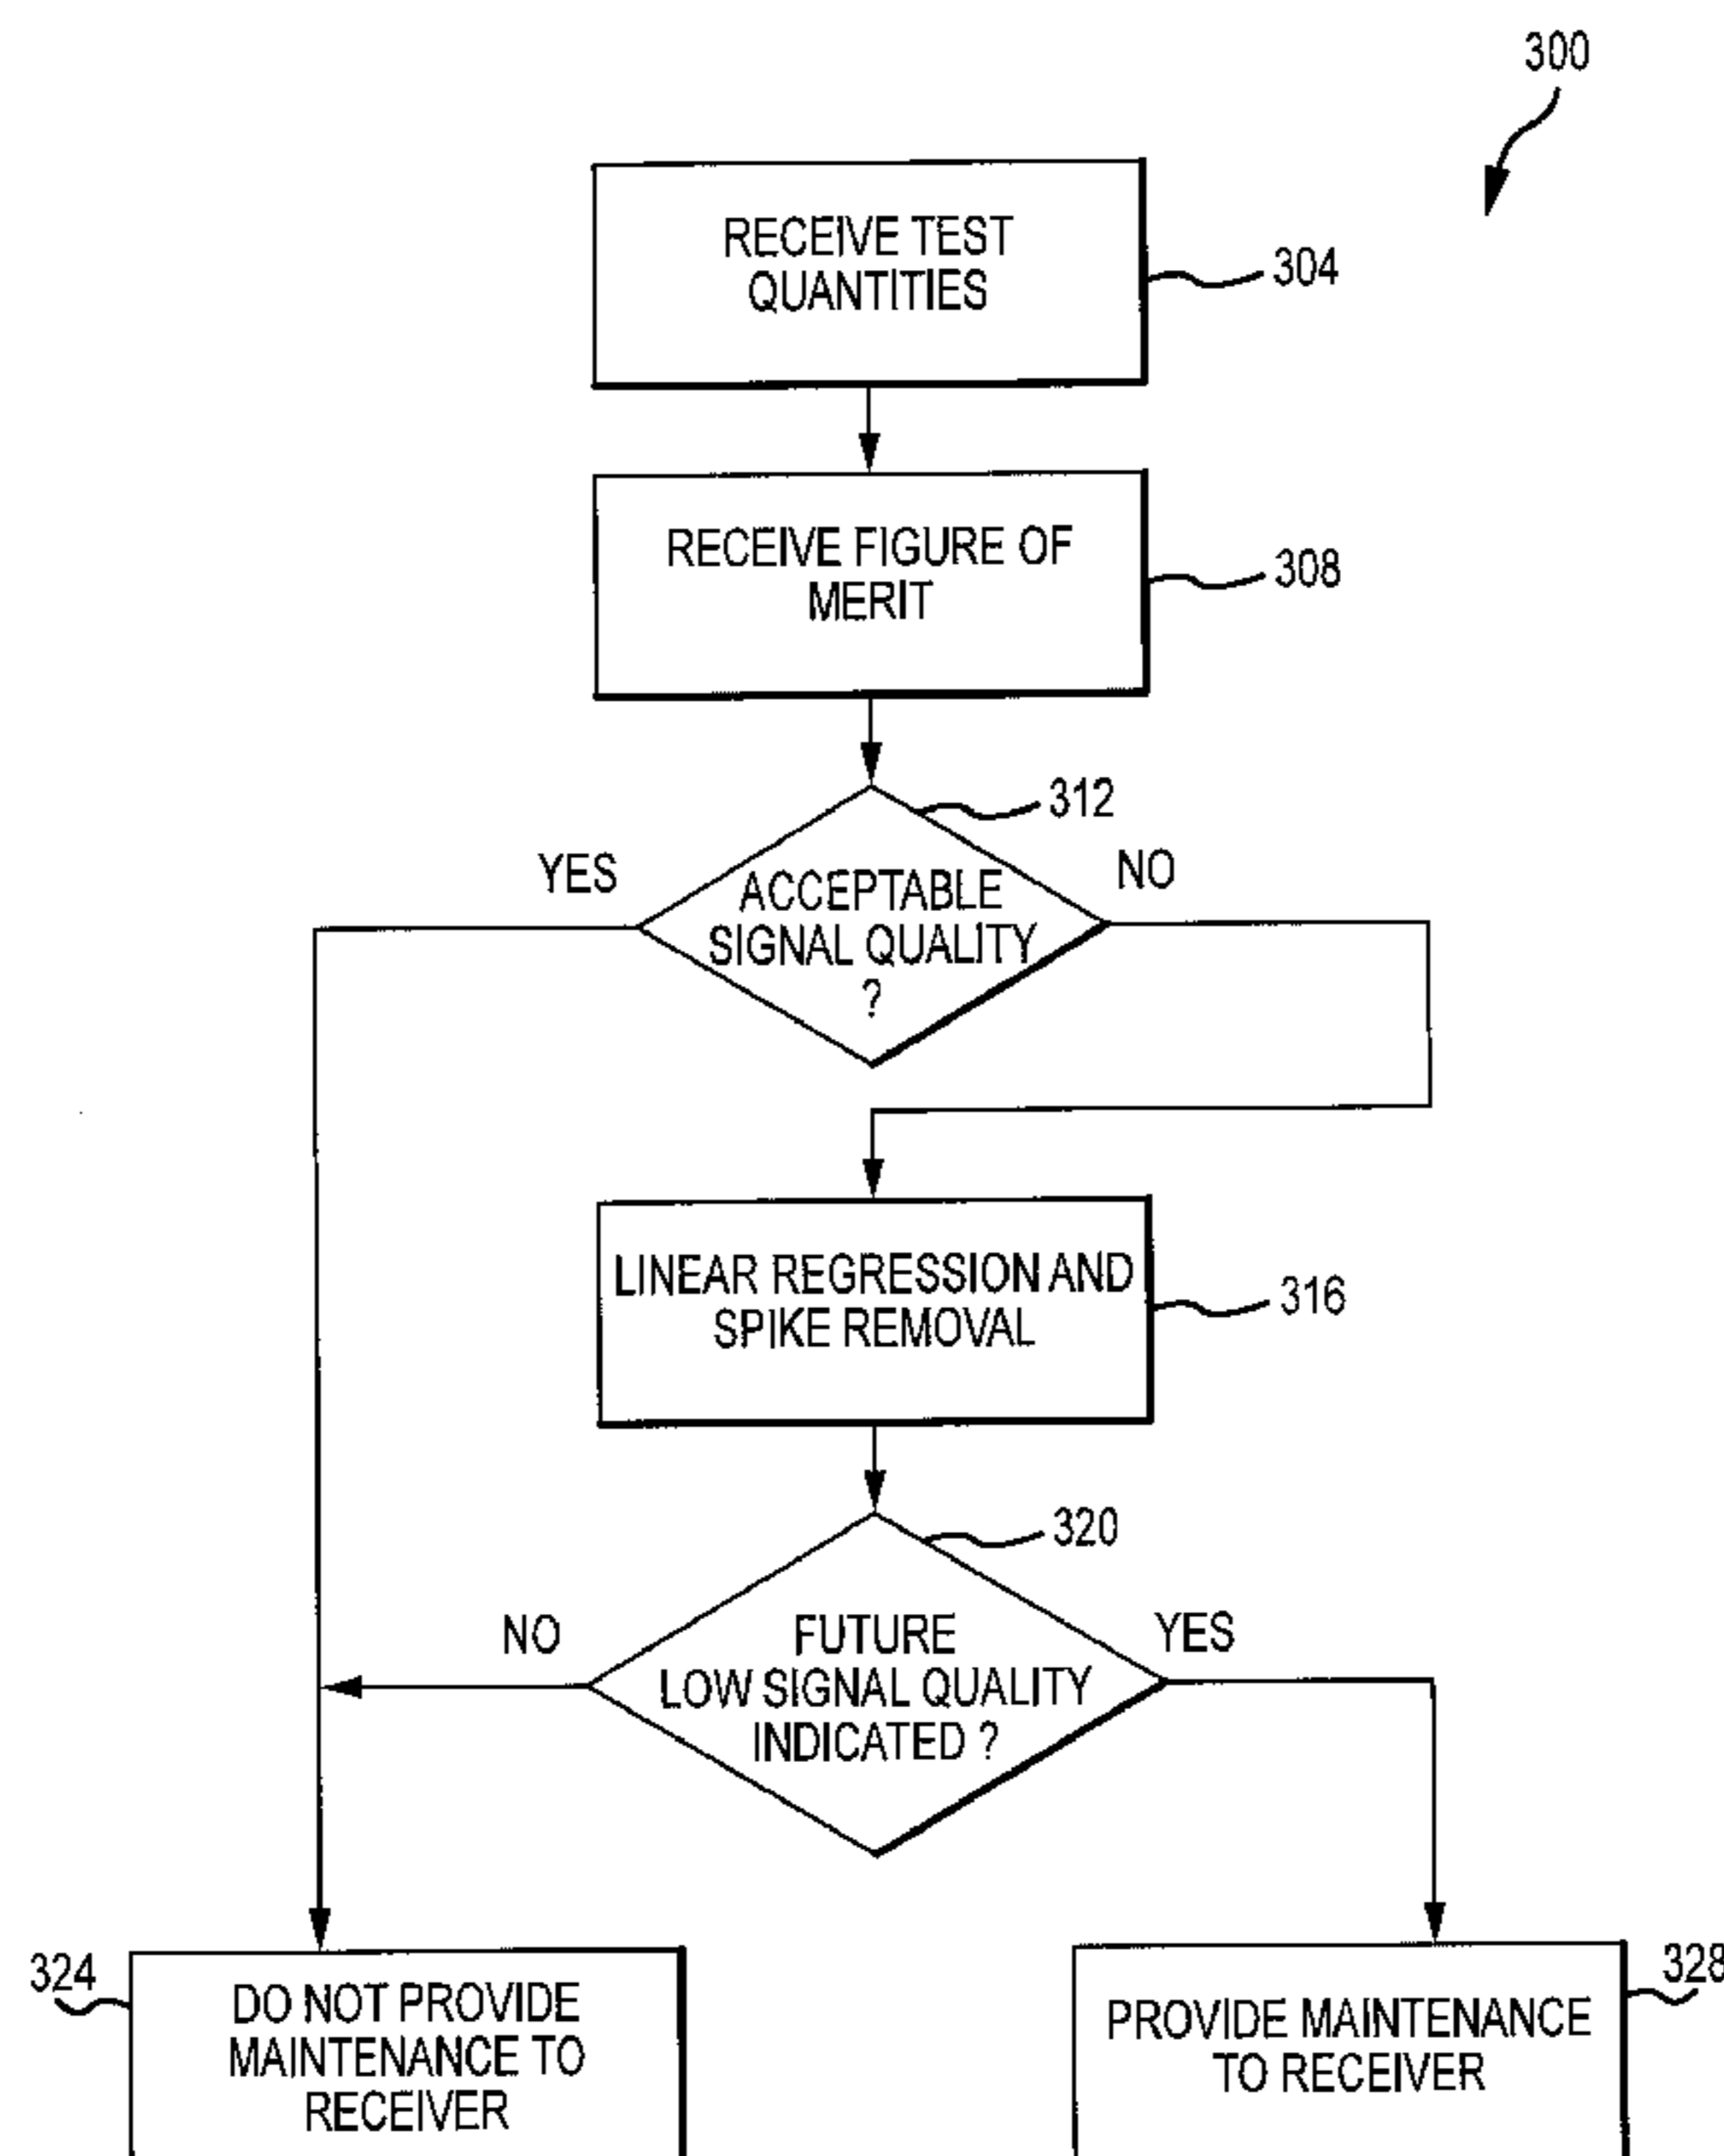 300
RECEIVE TEST
QUANTITIES
304
RECEIVE FIGURE OF
MERIT
308
312
YES
NO
ACCEPTABLE
SIGNAL QUALITY
?
LINEAR REGRESSION AND
SPIKE REMOVAL
316
320
NO
YES
FUTURE
LOW SIGNAL QUALITY
INDICATED ?
324
DO NOT PROVIDE
MAINTENANCE TO
RECEIVER
328
PROVIDE MAINTENANCE
TO RECEIVER